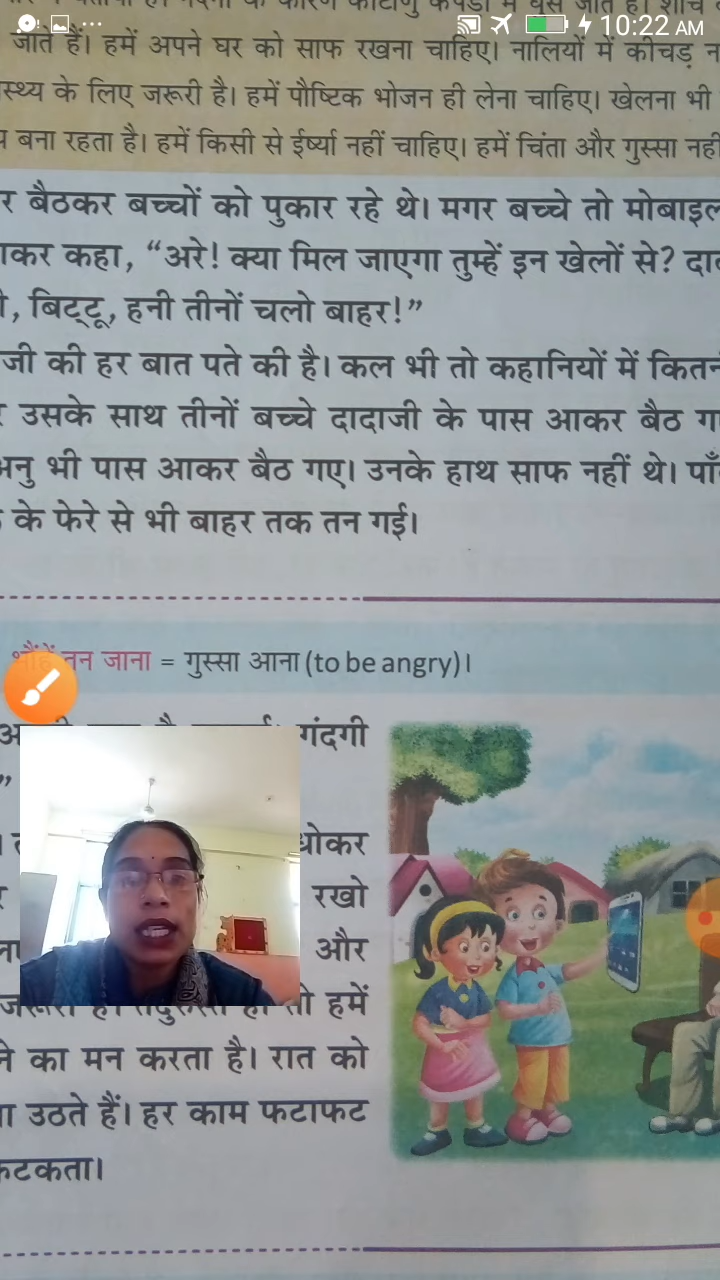 10:22 AM
जाते हैं। हमें अपने घर को साफ रखना चाहिए। नालियों में कीचड़
स्थ्य के लिए जरूरी है। हमें पौष्टिक भोजन ही लेना चाहिए। खेलना भी
बना रहता है। हमें किसी से ईर्ष्या नहीं चाहिए। हमें चिंता और गुस्सा नहीं
र बैठकर बच्चों को पुकार रहे थे। मगर बच्चे तो मोबाइल
कर कहा, “अरे! क्या मिल जाएगा तुम्हें इन खेलों से? दा
, बिट्टू, हनी तीनों चलो बाहर!”
जी की हर बात पते की है। कल भी तो कहानियों में कितन
उसके साथ तीनों बच्चे दादाजी के पास आकर बैठ ग
अनु भी पास आकर बैठ गए। उनके हाथ साफ नहीं थे। पाँ
के फेरे से भी बाहर तक तन गई।
भौंहें तन जाना = गुस्सा आना (to be angry)।
गंदगी
”
धोकर
रखो
और
तो हमें
ने का मन करता है। रात को
उठते हैं। हर काम फटाफट
फटकता।